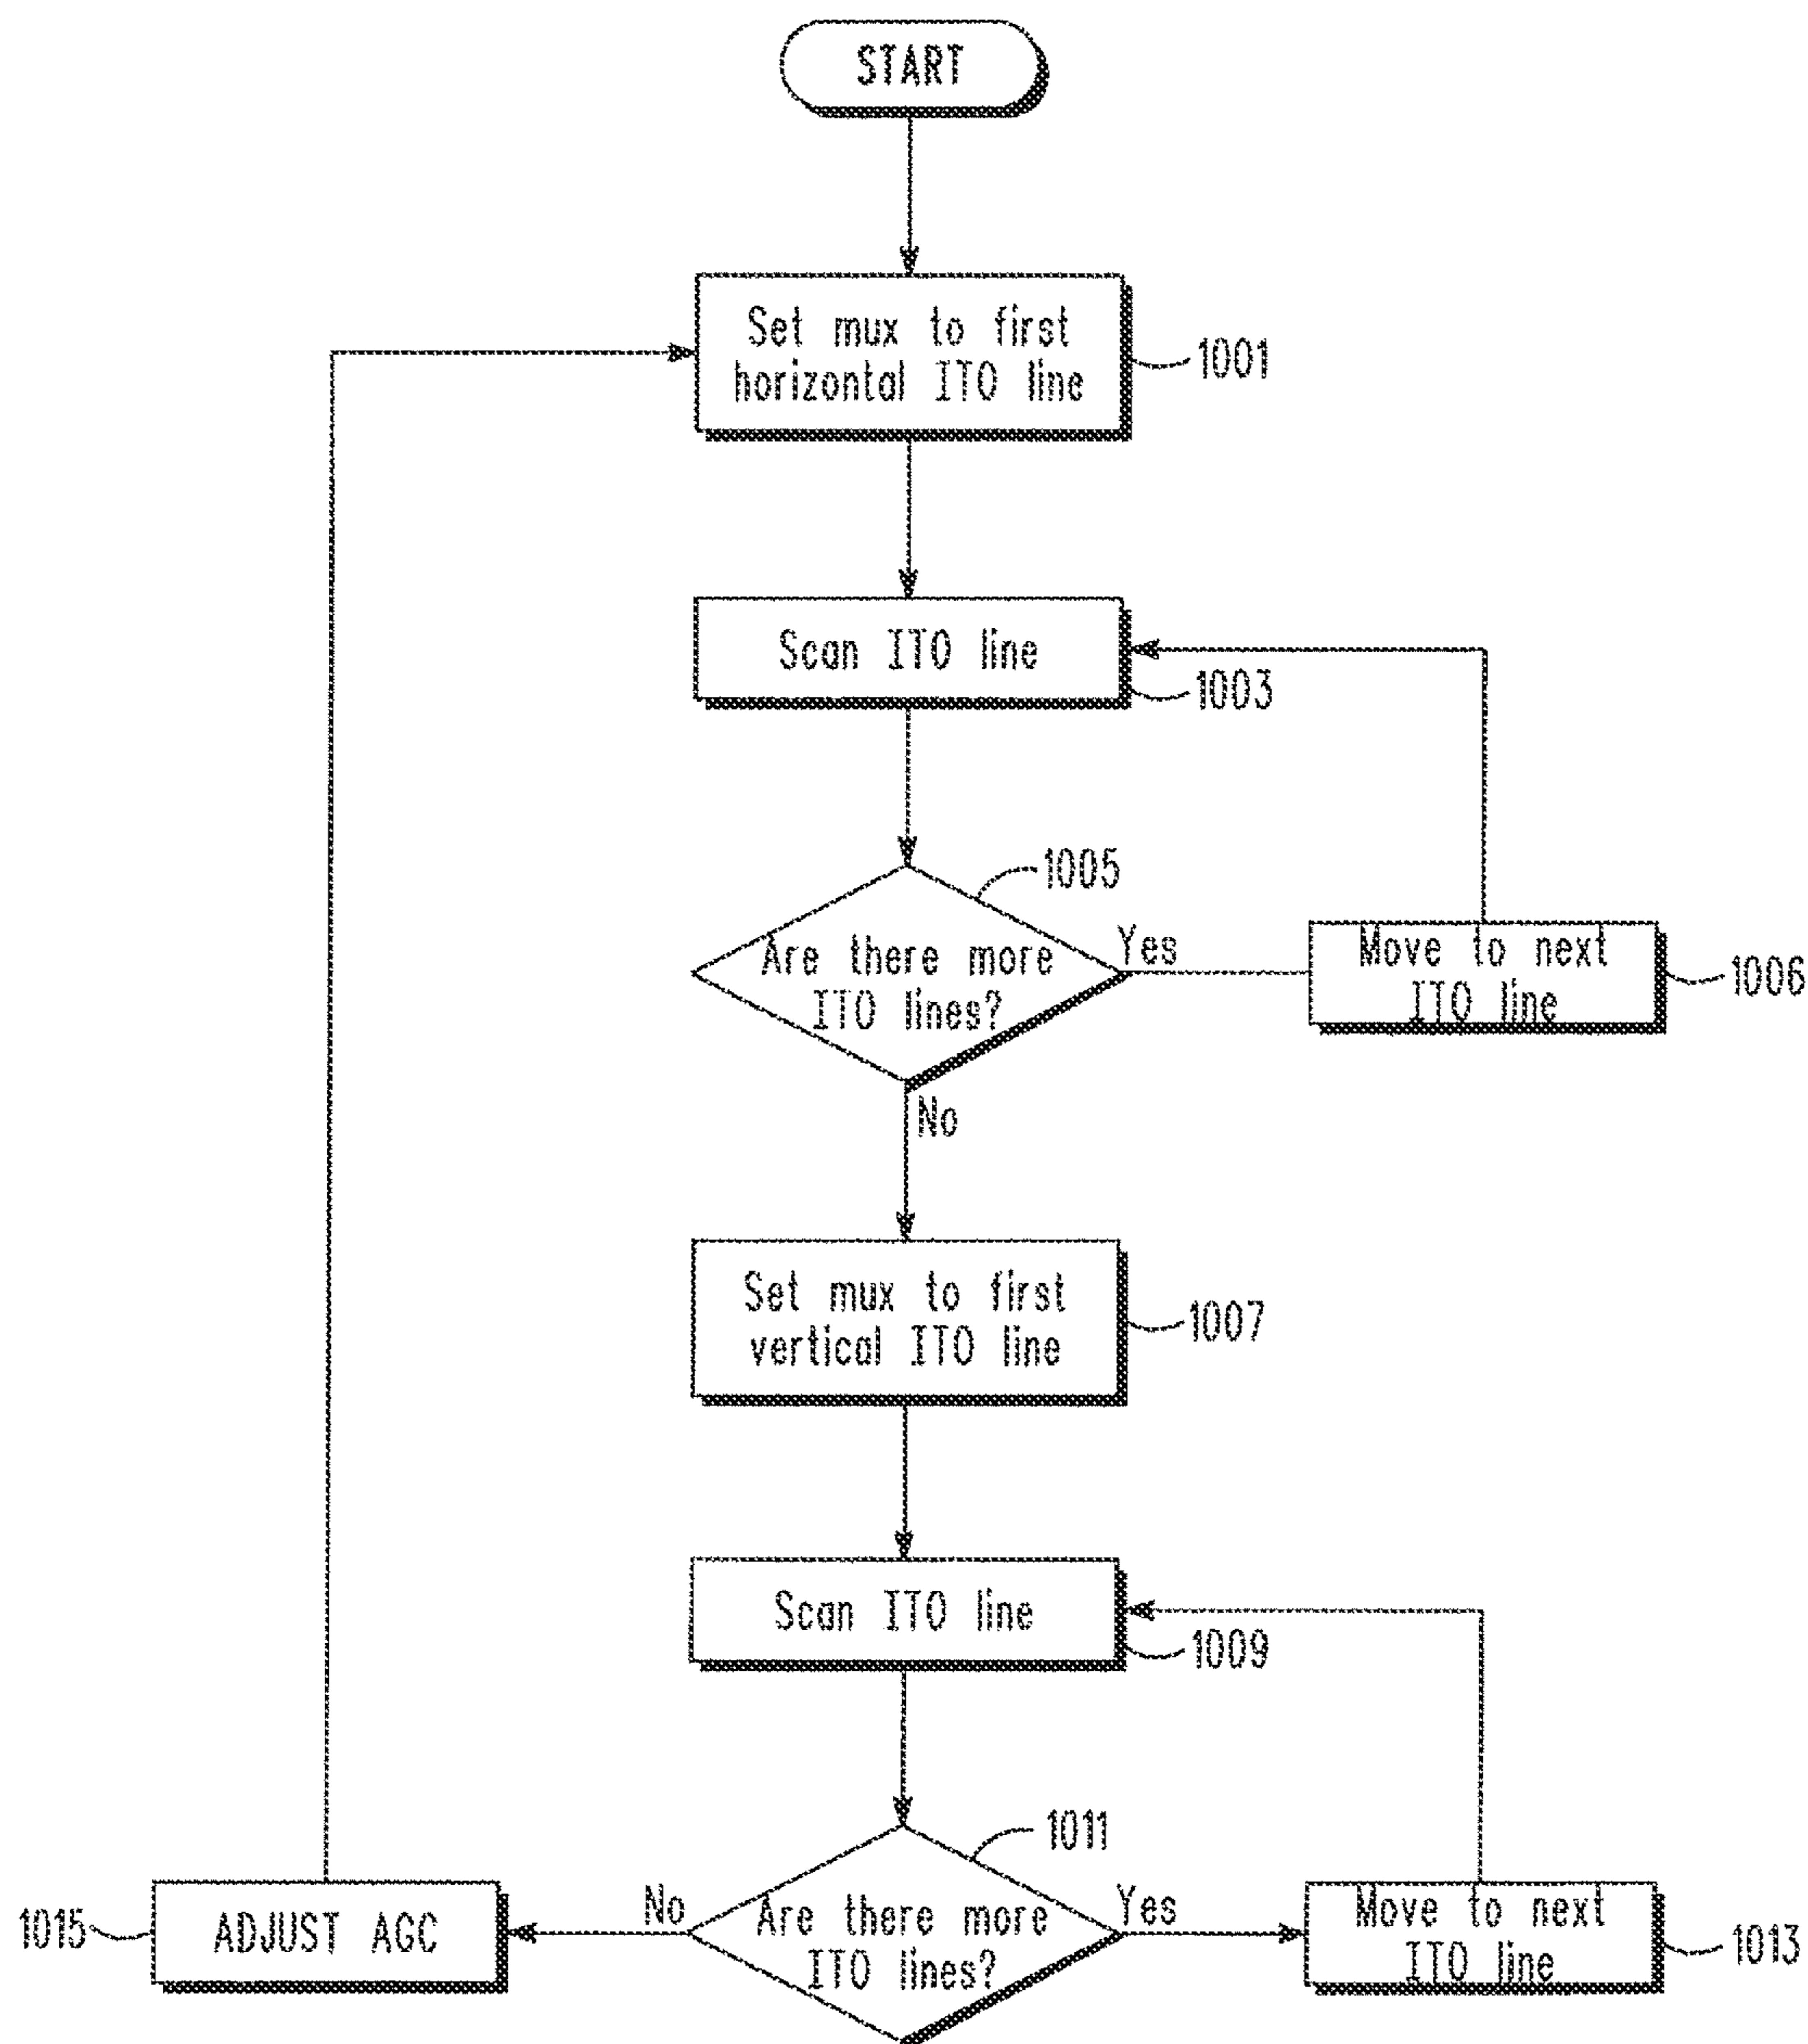 START
Set mux to first
horizontal ITO line
1001
Scan ITO line
1003
1005
Are there more
ITO lines?
Yes
Move to next
ITO line
1006
No
Set mux to first
vertical ITO line
1007
Scan ITO line
1009
1011
Are there more
ITO lines?
Yes
Move to next
ITO line
1013
No
ADJUST AGC
1015